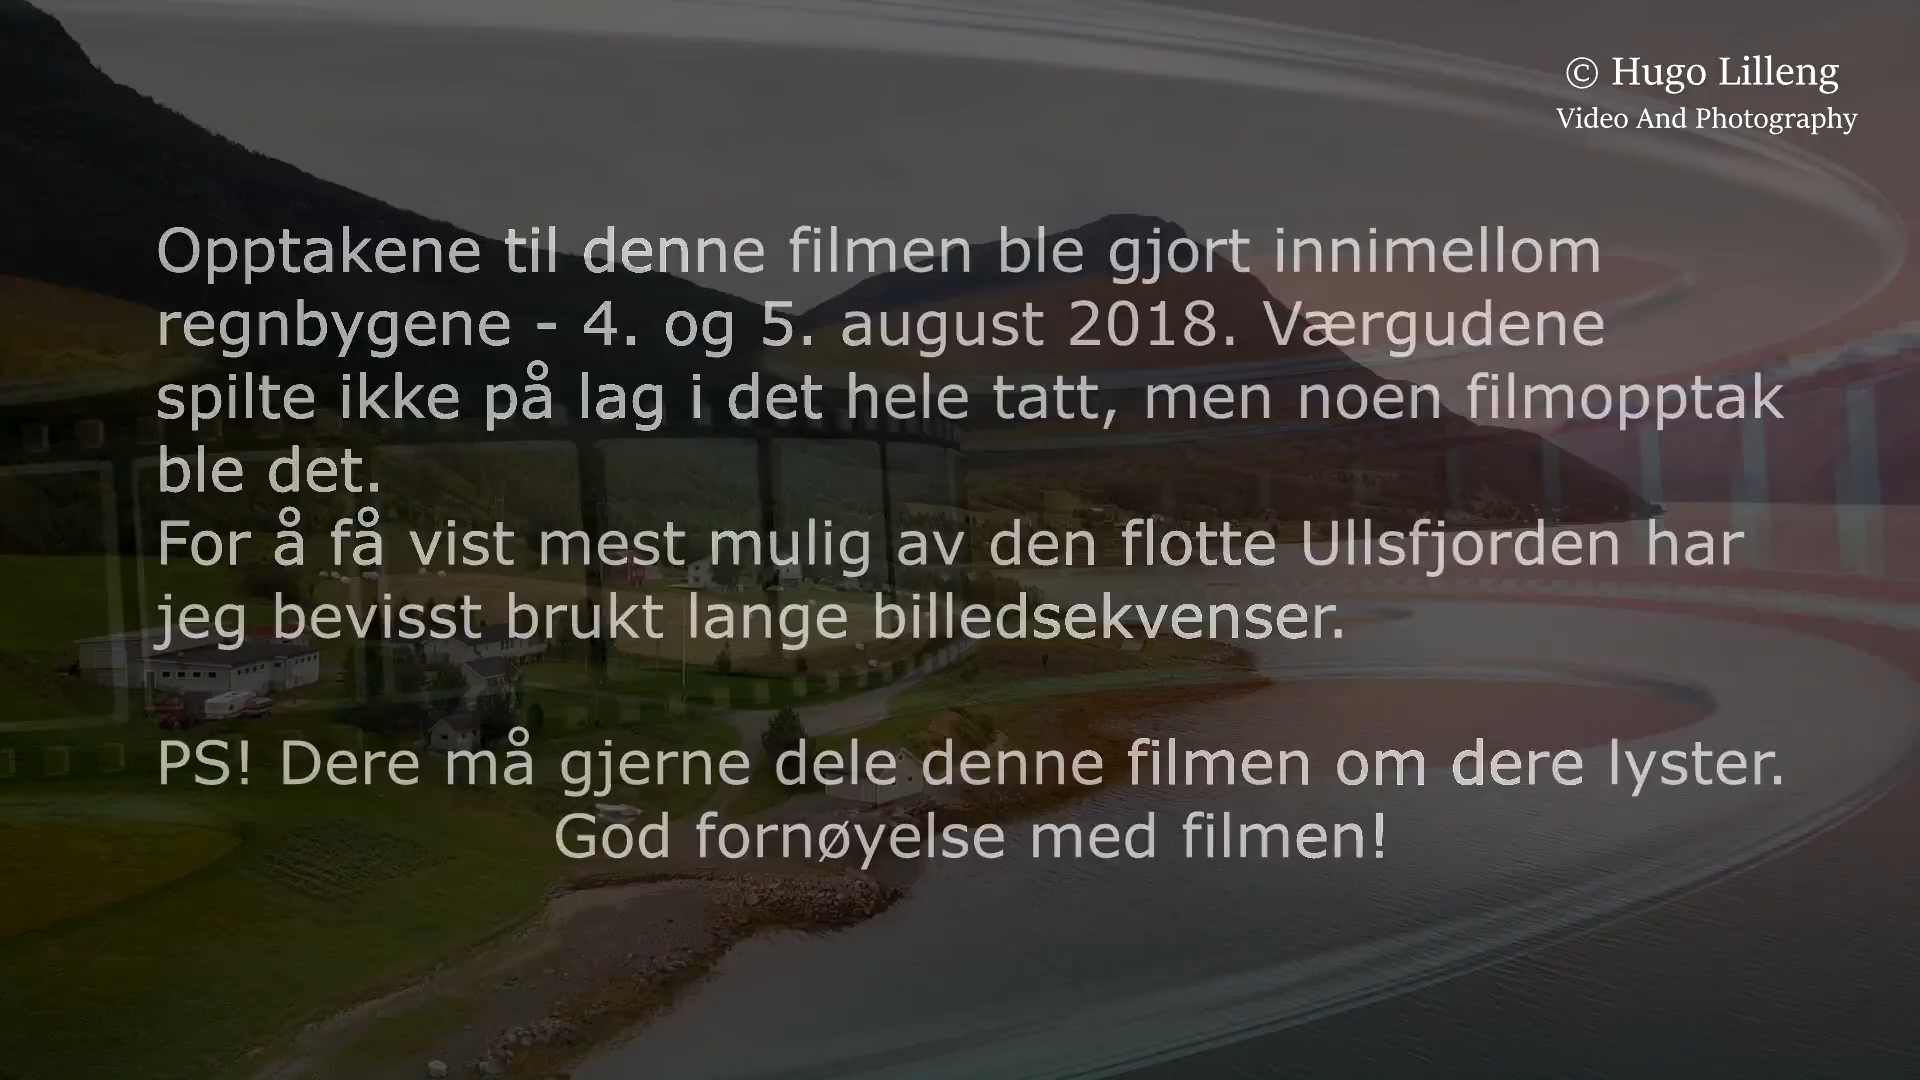 © Hugo Lilleng
Video And Photography
Opptakene til denne filmen ble gjort innimellom
regnbygene - 4. og 5. august 2018. Værgudene
spilte ikke på lag i det hele tatt, men noen filmopptak
ble det.
For å få vist mest mulig av den flotte Ullsfjorden har
jeg bevisst brukt lange billedsekvenser.
PS! Dere må gjerne dele denne filmen om dere lyster.
God fornøyelse med filmen!